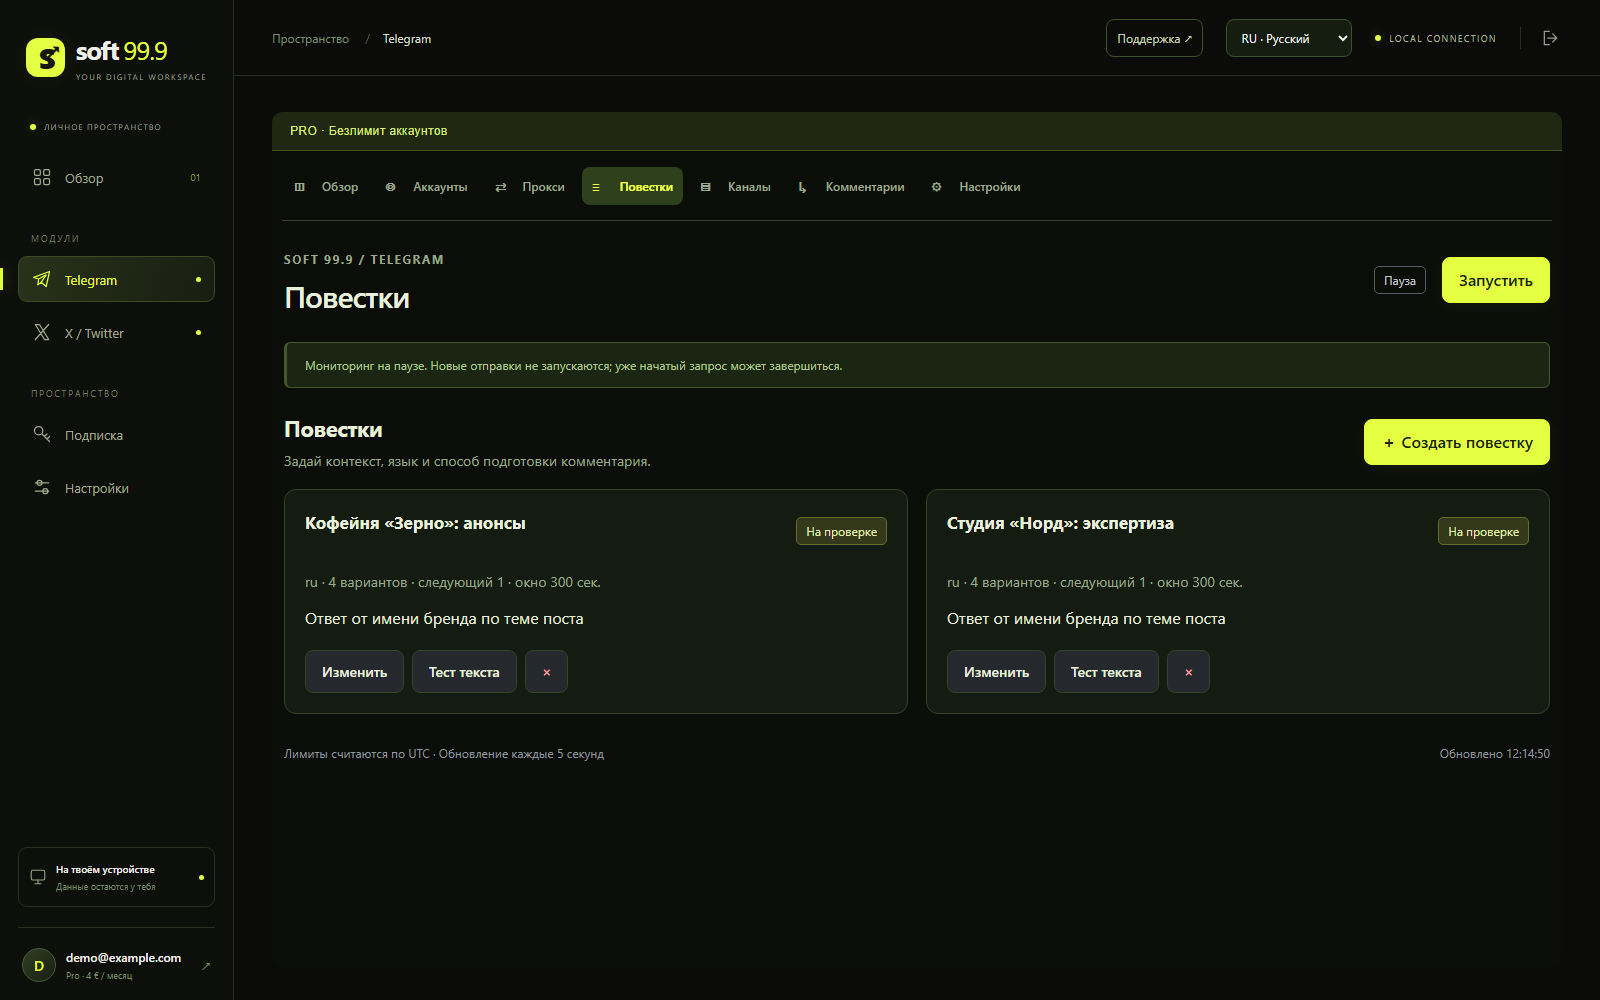 soft 99.9
YOUR DIGITAL WORKSPACE
ЛИЧНОЕ ПРОСТРАНСТВО
Обзор 01
МОДУЛИ
Telegram
X / Twitter
ПРОСТРАНСТВО
Подписка
Настройки
На твоём устройстве
Данные остаются у тебя
D
demo@example.com
Pro · 4 € / месяц ↗
Пространство / Telegram
Поддержка ↗
RU · Русский
LOCAL CONNECTION
PRO · Безлимит аккаунтов
Обзор Аккаунты Прокси Повестки Каналы Комментарии Настройки
SOFT 99.9 / TELEGRAM
Повестки
Пауза
Запустить
Мониторинг на паузе. Новые отправки не запускаются; уже начатый запрос может завершиться.
Повестки
Задай контекст, язык и способ подготовки комментария.
+ Создать повестку
Кофейня «Зерно»: анонсы
На проверке
ru · 4 вариантов · следующий 1 · окно 300 сек.
Ответ от имени бренда по теме поста
Изменить Тест текста ×
Студия «Норд»: экспертиза
На проверке
ru · 4 вариантов · следующий 1 · окно 300 сек.
Ответ от имени бренда по теме поста
Изменить Тест текста ×
Лимиты считаются по UTC · Обновление каждые 5 секунд
Обновлено 12:14:50